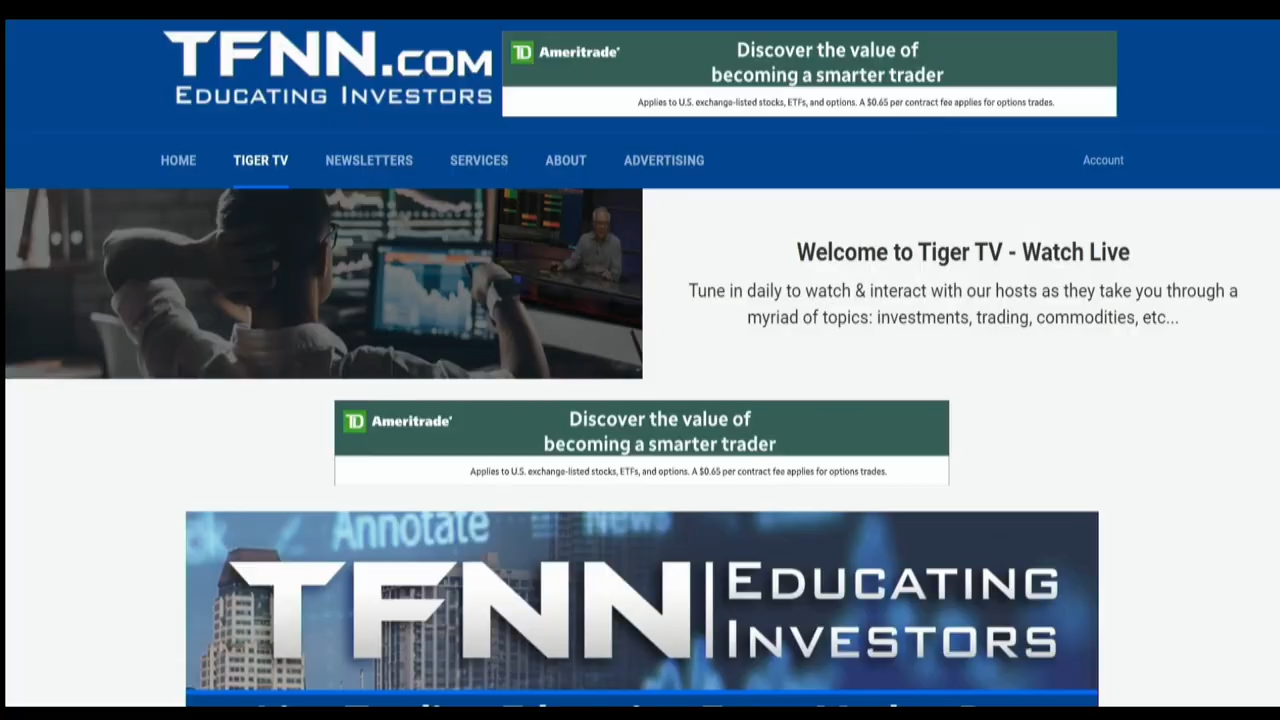 TFNN.COM
EDUCATING INVESTORS
TD Ameritrade
Discover the value of
becoming a smarter trader
Applies to U.S. exchange-listed stocks, ETFs, and options. A $0.65 per contract fee applies for options trades.
HOME TIGER TV NEWSLETTERS SERVICES ABOUT ADVERTISING Account
Welcome to Tiger TV - Watch Live
Tune in daily to watch & interact with our hosts as they take you through a
myriad of topics: investments, trading, commodities, etc...
TD Ameritrade
Discover the value of
becoming a smarter trader
Applies to U.S. exchange-listed stocks, ETFs, and options. A $0.65 per contract fee applies for options trades.
Annotate News
TFNN EDUCATING
INVESTORS